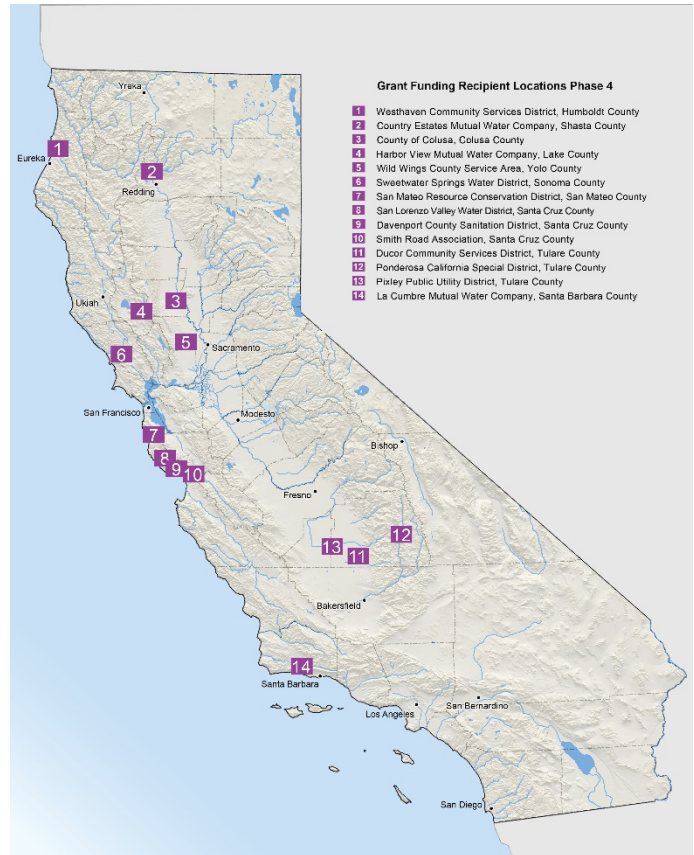 Grant Funding Recipient Locations Phase 4
1 Westhaven Community Services District, Humboldt County
2 Country Estates Mutual Water Company, Shasta County
3 County of Colusa, Colusa County
4 Harbor View Mutual Water Company, Lake County
5 Wild Wings County Service Area, Yolo County
6 Sweetwater Springs Water District, Sonoma County
7 San Mateo Resource Conservation District, San Mateo County
8 San Lorenzo Valley Water District, Santa Cruz County
9 Davenport County Sanitation District, Santa Cruz County
10 Smith Road Association, Santa Cruz County
11 Ducor Community Services District, Tulare County
12 Ponderosa California Special District, Tulare County
13 Pixley Public Utility District, Tulare County
14 La Cumbre Mutual Water Company, Santa Barbara County
Yreka
1
Eureka
2
Redding
Ukiah
3
4
5
Sacramento
6
San Francisco
Modesto
7
Bishop
8
9
10
Fresno
12
13
11
Bakersfield
14
Santa Barbara
Los Angeles
San Bernardino
San Diego